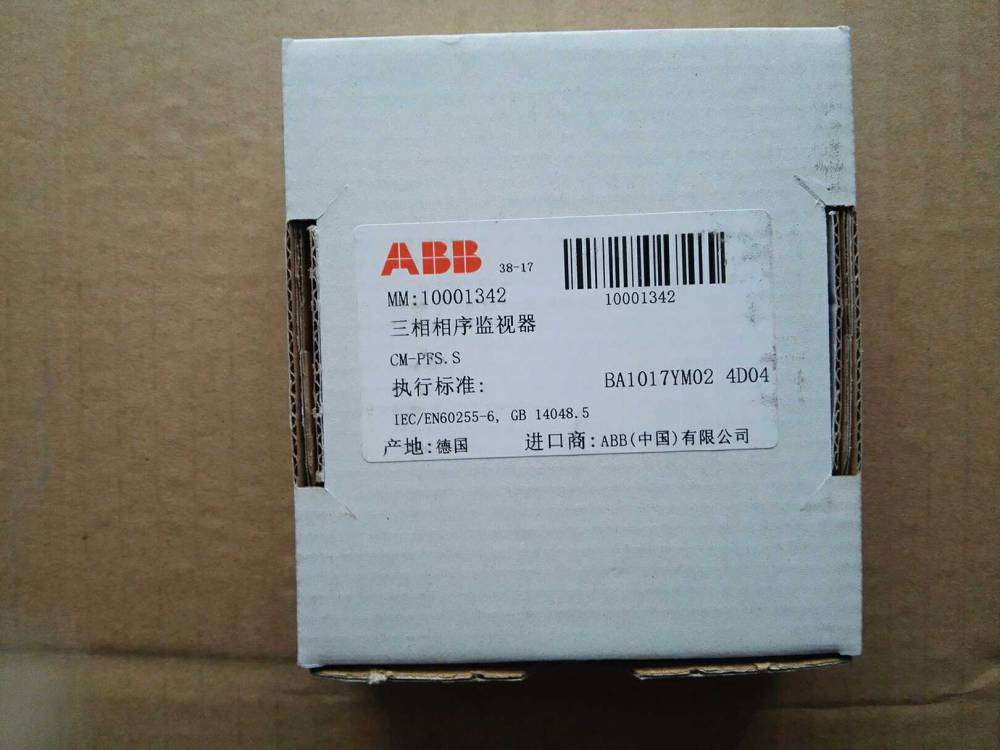 ABB 38-17
10001342
MM:10001342
三相相序监视器
CM-PFS.S
执行标准:
BA1017YM02 4D04
IEC/EN60255-6, GB 14048.5
产地:德国 进口商:ABB(中国)有限公司